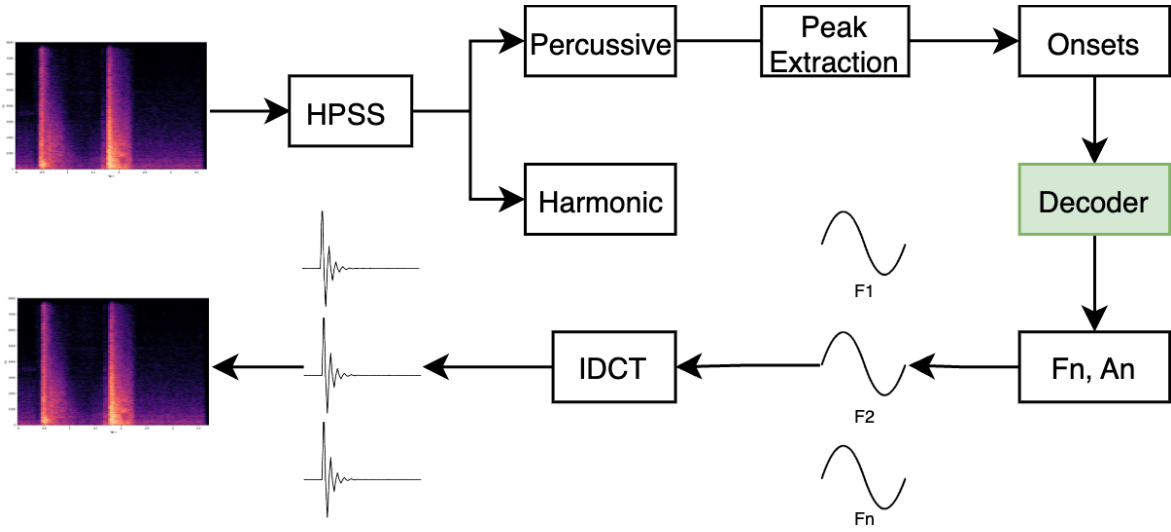 Percussive
Peak
Extraction
Onsets
HPSS
Harmonic
Decoder
F1
IDCT
F2
Fn, An
Fn